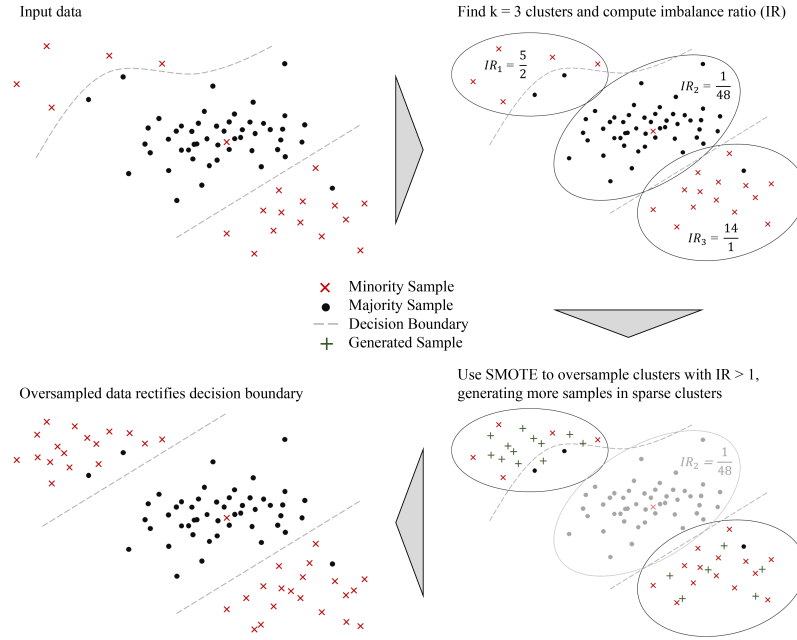 Input data
Find k = 3 clusters and compute imbalance ratio (IR)
IR₁ = 5/2
IR₂ = 1/48
IR₃ = 14/1
Minority Sample
Majority Sample
Decision Boundary
Generated Sample
Use SMOTE to oversample clusters with IR > 1,
generating more samples in sparse clusters
Oversampled data rectifies decision boundary
IR₂ = 1/48